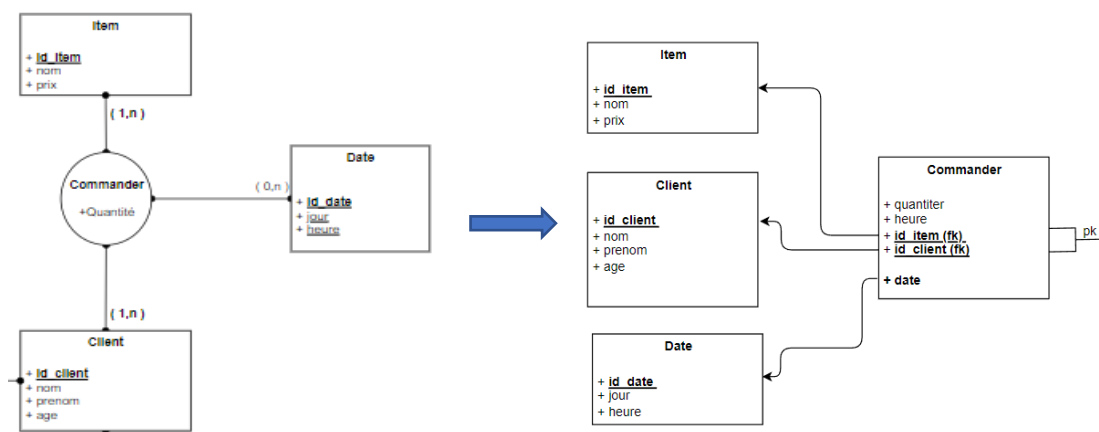 Item
+ Id_Item
+ nom
+ prix
( 1,n )
Commander
+Quantité
( 0,n )
Date
+ Id_date
+ jour
+ heure
( 1,n )
Client
+ Id_client
+ nom
+ prenom
+ age
Item
+ id_item
+ nom
+ prix
Client
+ id_client
+ nom
+ prenom
+ age
Date
+ id_date
+ jour
+ heure
Commander
+ quantiter
+ heure
+ id_item (fk)
+ id_client (fk)
+ date
pk